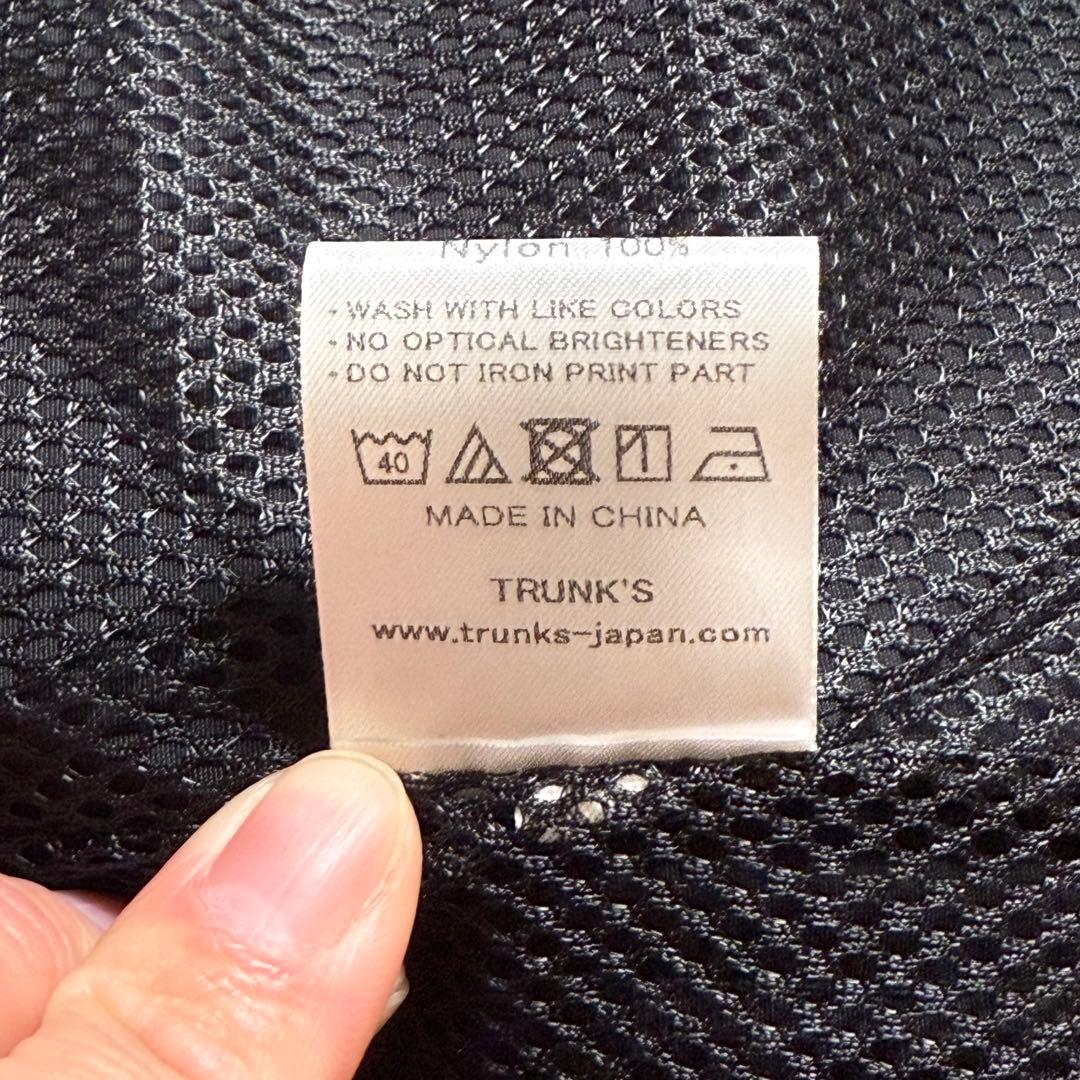 Nylon 100%
・WASH WITH LIKE COLORS
・NO OPTICAL BRIGHTENERS
・DO NOT IRON PRINT PART
40
MADE IN CHINA
TRUNK'S
www.trunks-japan.com